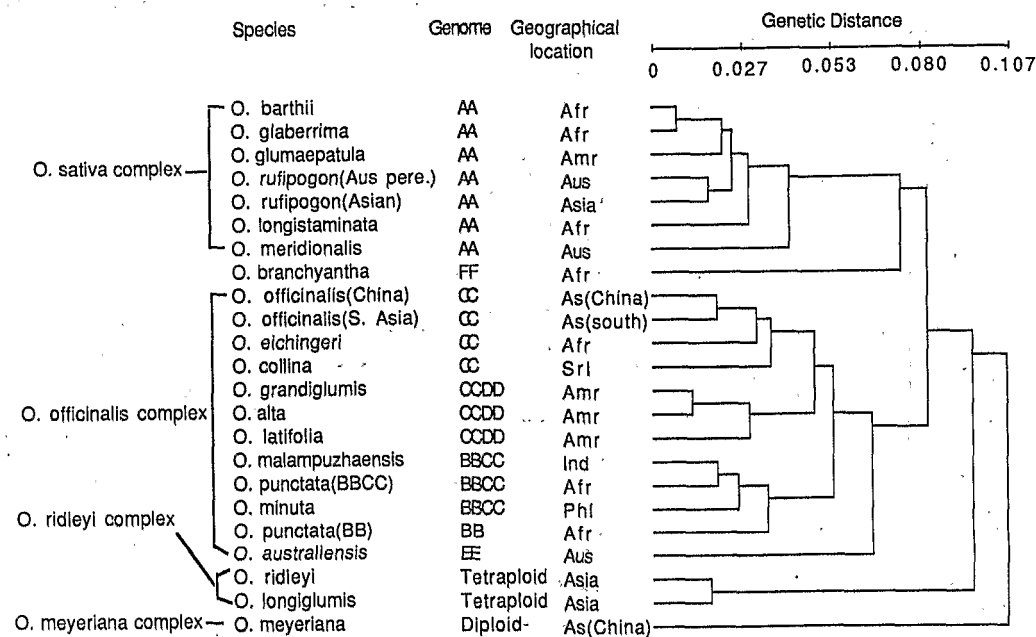 Species Genome Geographical location Genetic Distance
0 0.027 0.053 0.080 0.107
O. barthii AA Afr
O. glaberrima AA Afr
O. glumaepatula AA Amr
O. sativa complex
O. rufipogon(Aus pere.) AA Aus
O. rufipogon(Asian) AA Asia
O. longistaminata AA Afr
O. meridionalis AA Aus
O. branchyantha FF Afr
O. officinalis(China) CC As(China)
O. officinalis(S. Asia) CC As(south)
O. eichingeri CC Afr
O. collina CC Srl
O. grandiglumis CCDD Amr
O. officinalis complex
O. alta CCDD Amr
O. latifolia CCDD Amr
O. malampuzhaensis BBCC Ind
O. punctata(BBCC) BBCC Afr
O. minuta BBCC Phl
O. ridleyi complex
O. punctata(BB) BB Afr
O. australiensis EE Aus
O. ridleyi Tetraploid Asia
O. longiglumis Tetraploid Asia
O. meyeriana complex
O. meyeriana Diploid- As(China)